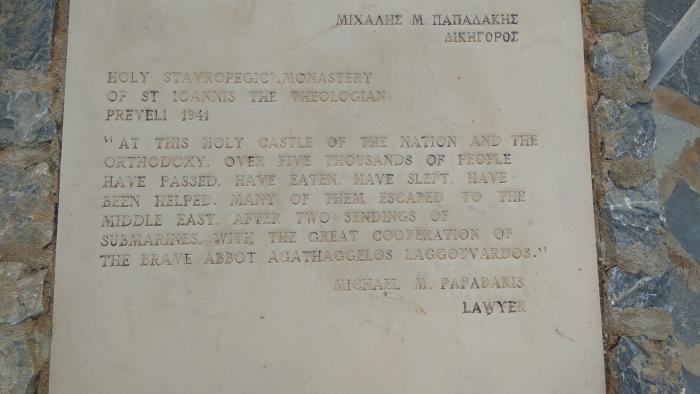 ΜΙΧΑΛΗΣ Μ. ΠΑΠΑΔΑΚΗΣ
ΔΙΚΗΓΟΡΟΣ
HOLY STAVROPEGIC MONASTERY
OF ST IOANNIS THE THEOLOGIAN
PREVELI 1941
"AT THIS HOLY CASTLE OF THE NATION AND THE
ORTHODOXY, OVER FIVE THOUSANDS OF PEOPLE
HAVE PASSED, HAVE EATEN, HAVE SLEPT, HAVE
BEEN HELPED. MANY OF THEM ESCAPED TO THE
MIDDLE EAST, AFTER TWO SENDINGS OF
SUBMARINES, WITH THE GREAT COOPERATION OF
THE BRAVE ABBOT AGATHAGGELOS LAGGOUVARDOS."
MICHAEL M. PAPADAKIS
LAWYER